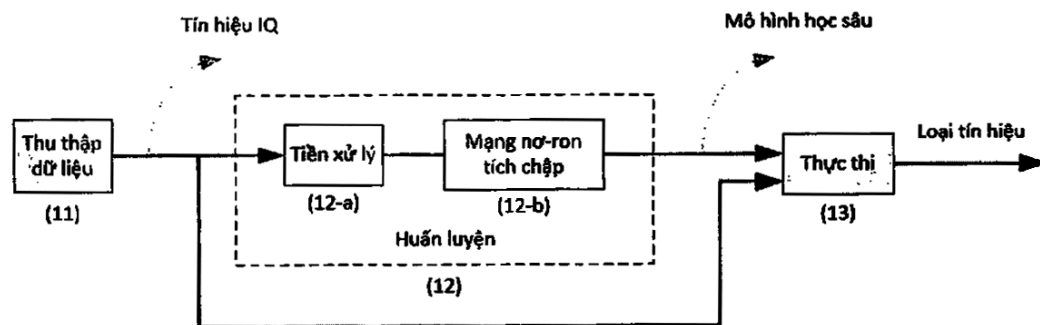 Tín hiệu IQ
Mô hình học sâu
Thu thập
dữ liệu
(11)
Tiền xử lý
(12-a)
Mạng nơ-ron
tích chập
(12-b)
Huấn luyện
(12)
Thực thi
(13)
Loại tín hiệu